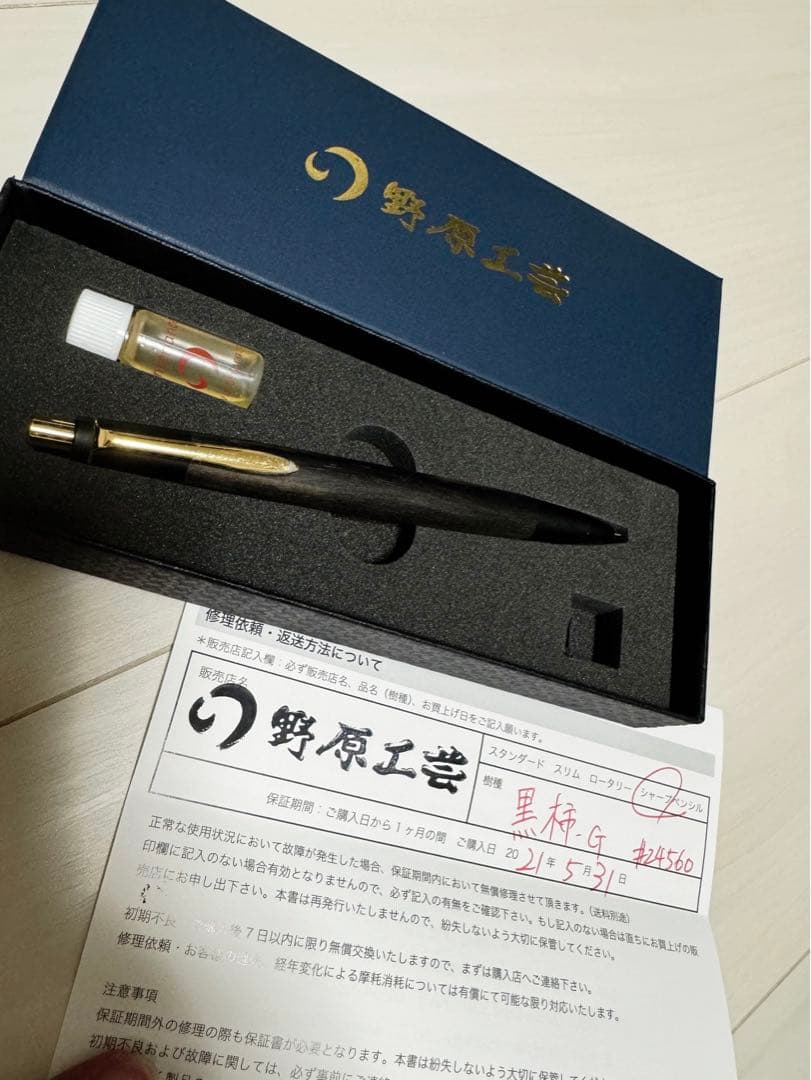 野原工芸
修理依頼・返送方法について
＊販売店記入欄：必ず販売店名、品名（樹種）、お買上げ日をご記入願います。
販売店名
野原工芸
スタンダード スリム ロータリー シャープペンシル
樹種
黒柿-G #24560
保証期間：ご購入日から1ヶ月の間 ご購入日 2021年5月31日
正常な使用状況において故障が発生した場合、保証期間内において無償修理させて頂きます。（送料別途）
印欄に記入のない場合有効となりませんので、必ず記入の有無をご確認下さい。もし記入のない場合は直ちにお買上げの販
売店にお申し出下さい。本書は再発行いたしませんので、紛失しないよう大切に保管してください。
初期不良 後7日以内に限り無償交換いたしますので、まずは購入店へご連絡下さい。
修理依頼・お客様の 経年変化による摩耗消耗については有償にて可能な限り対応いたします。
注意事項
保証期間外の修理の際も保証書が必要となります。本書は紛失しないよう大切に保管して
初期不良および故障に関しては、必ず事前にご連絡